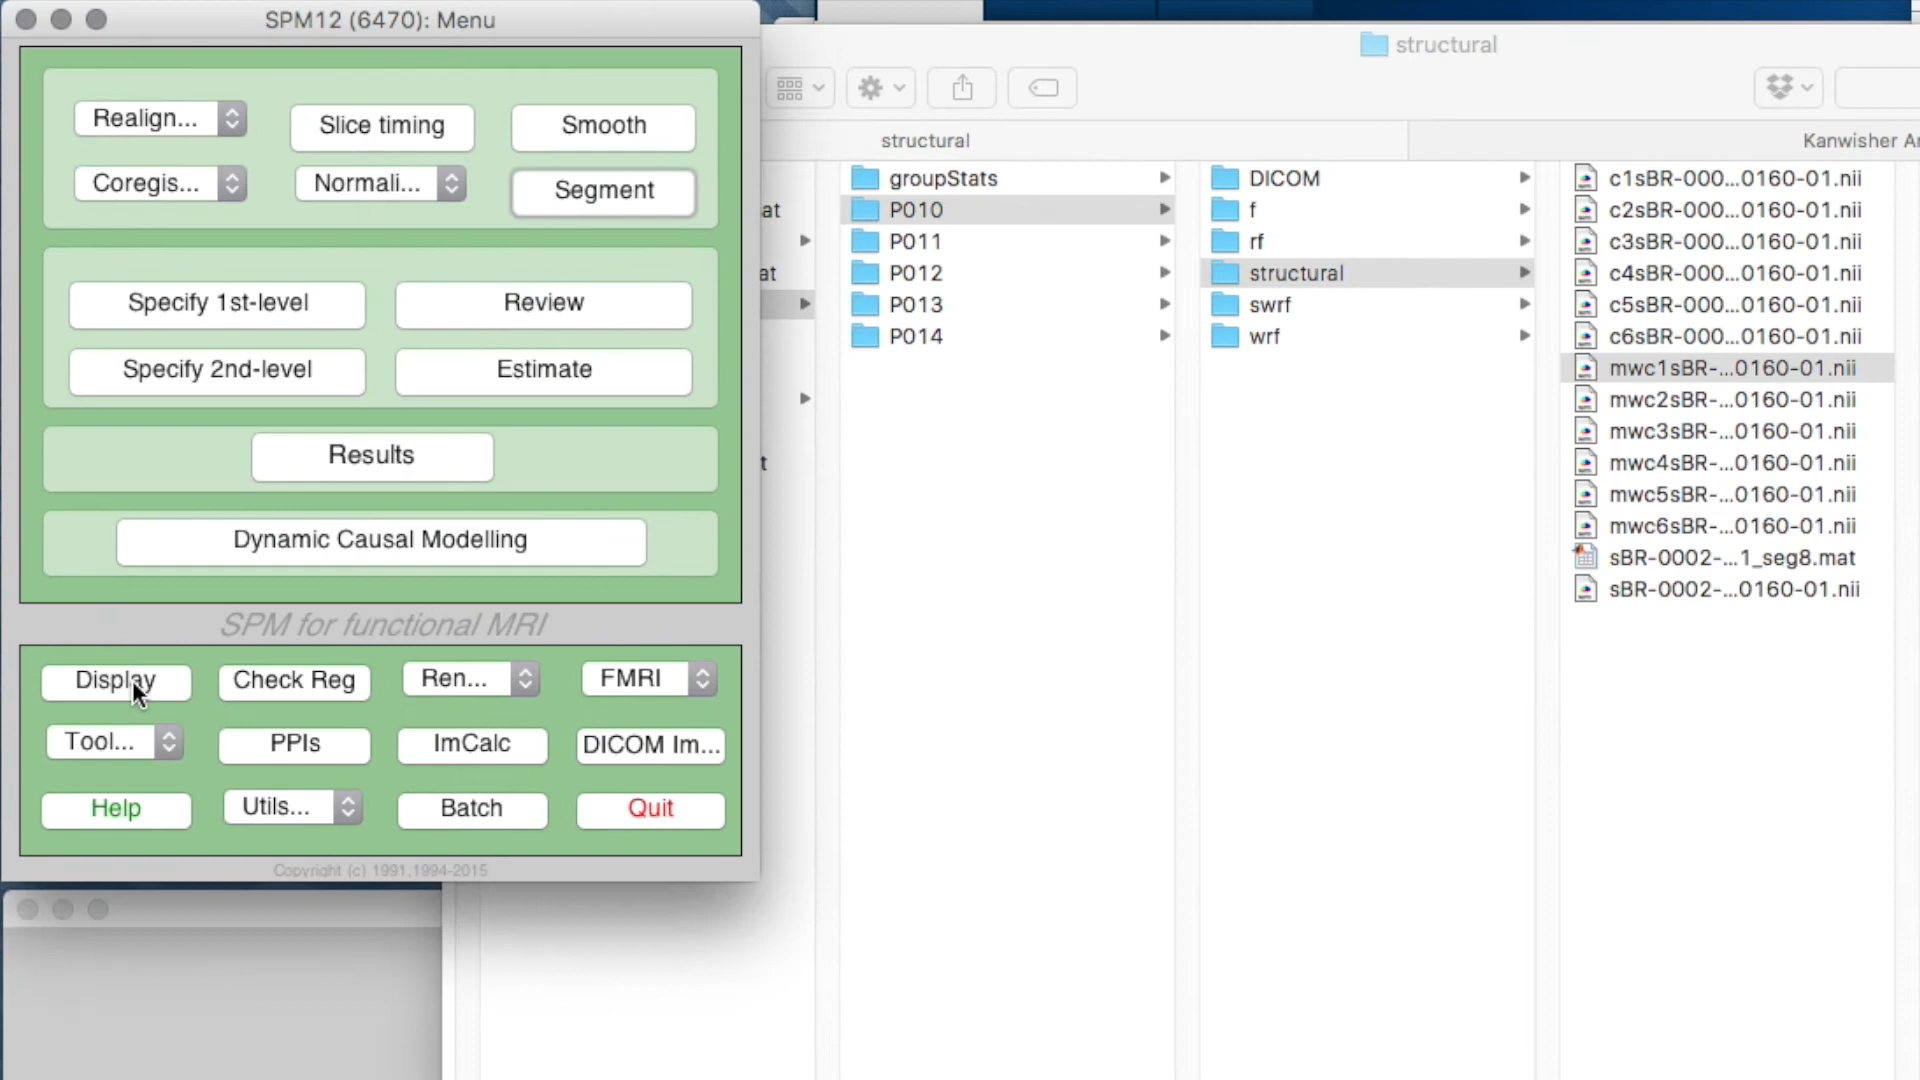 SPM12 (6470): Menu
Realign...
Slice timing
Smooth
Coregis...
Normali...
Segment
Specify 1st-level
Review
Specify 2nd-level
Estimate
Results
Dynamic Causal Modelling
SPM for functional MRI
Display
Check Reg
Ren...
FMRI
Tool...
PPIs
ImCalc
DICOM Im...
Help
Utils...
Batch
Quit
Copyright (c) 1991,1994-2015
structural
structural
Kanwisher Ar
at
at
t
groupStats
P010
P011
P012
P013
P014
DICOM
f
rf
structural
swrf
wrf
c1sBR-000...0160-01.nii
c2sBR-000...0160-01.nii
c3sBR-000...0160-01.nii
c4sBR-000...0160-01.nii
c5sBR-000...0160-01.nii
c6sBR-000...0160-01.nii
mwc1sBR-...0160-01.nii
mwc2sBR-...0160-01.nii
mwc3sBR-...0160-01.nii
mwc4sBR-...0160-01.nii
mwc5sBR-...0160-01.nii
mwc6sBR-...0160-01.nii
sBR-0002-...1_seg8.mat
sBR-0002-...0160-01.nii